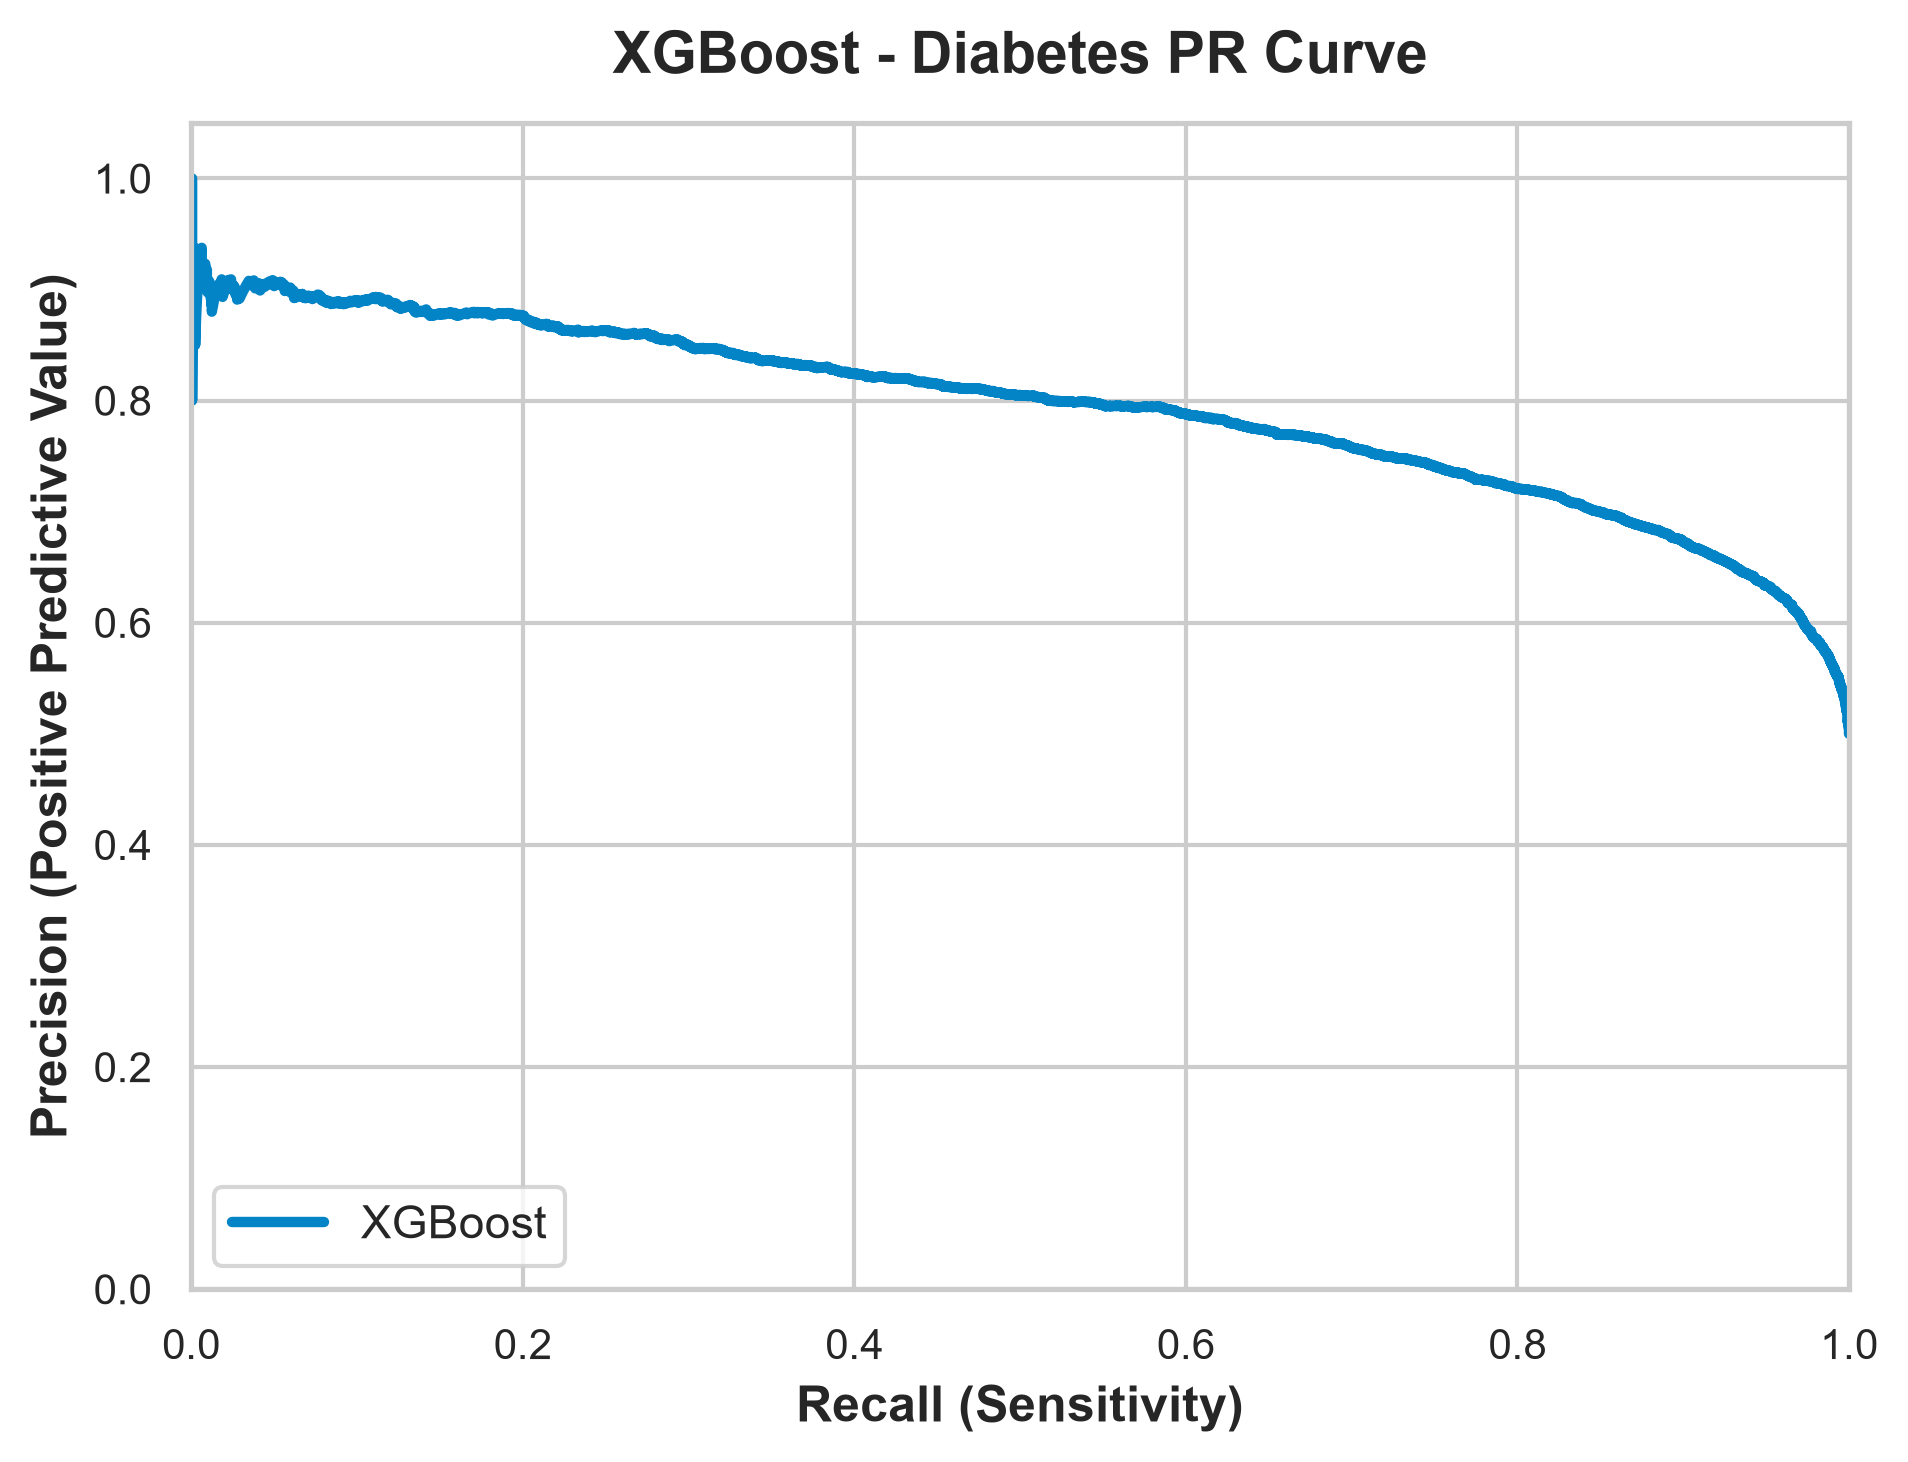 XGBoost - Diabetes PR Curve
Precision (Positive Predictive Value)
1.0
0.8
0.6
0.4
0.2
0.0
XGBoost
0.0 0.2 0.4 0.6 0.8 1.0
Recall (Sensitivity)